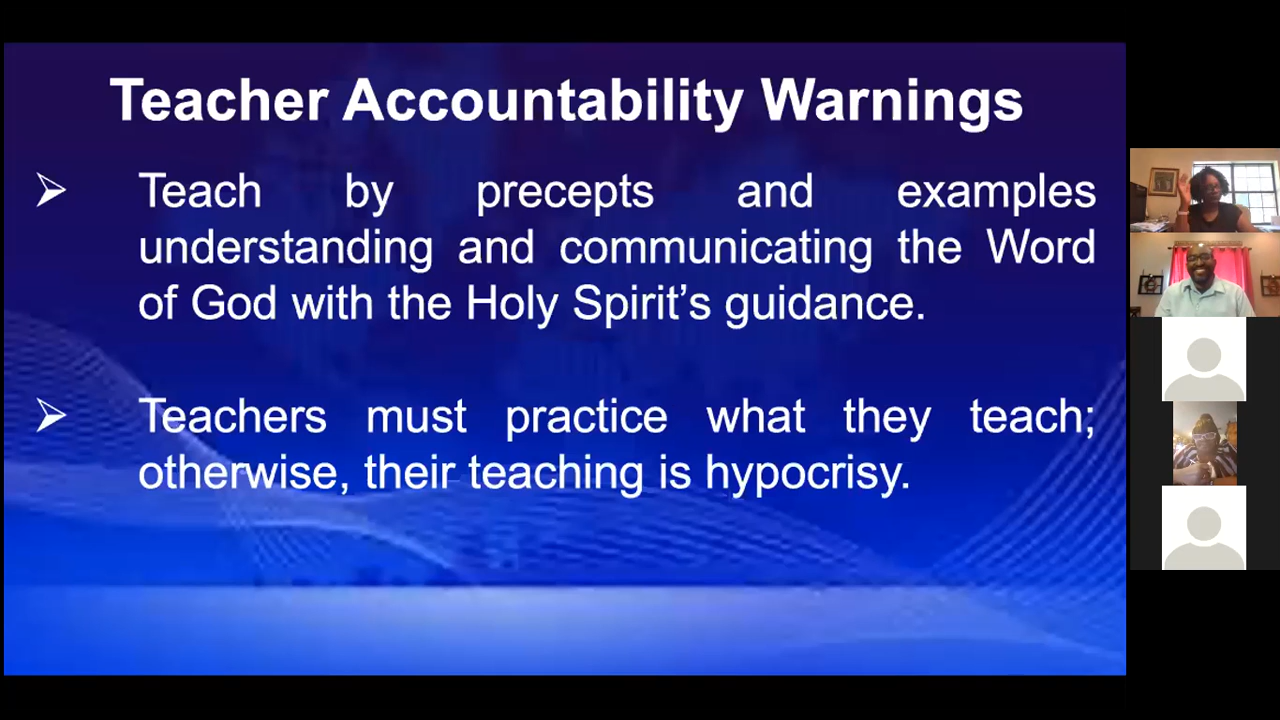 Teacher Accountability Warnings
Teach by precepts and examples
understanding and communicating the Word
of God with the Holy Spirit’s guidance.
Teachers must practice what they teach;
otherwise, their teaching is hypocrisy.